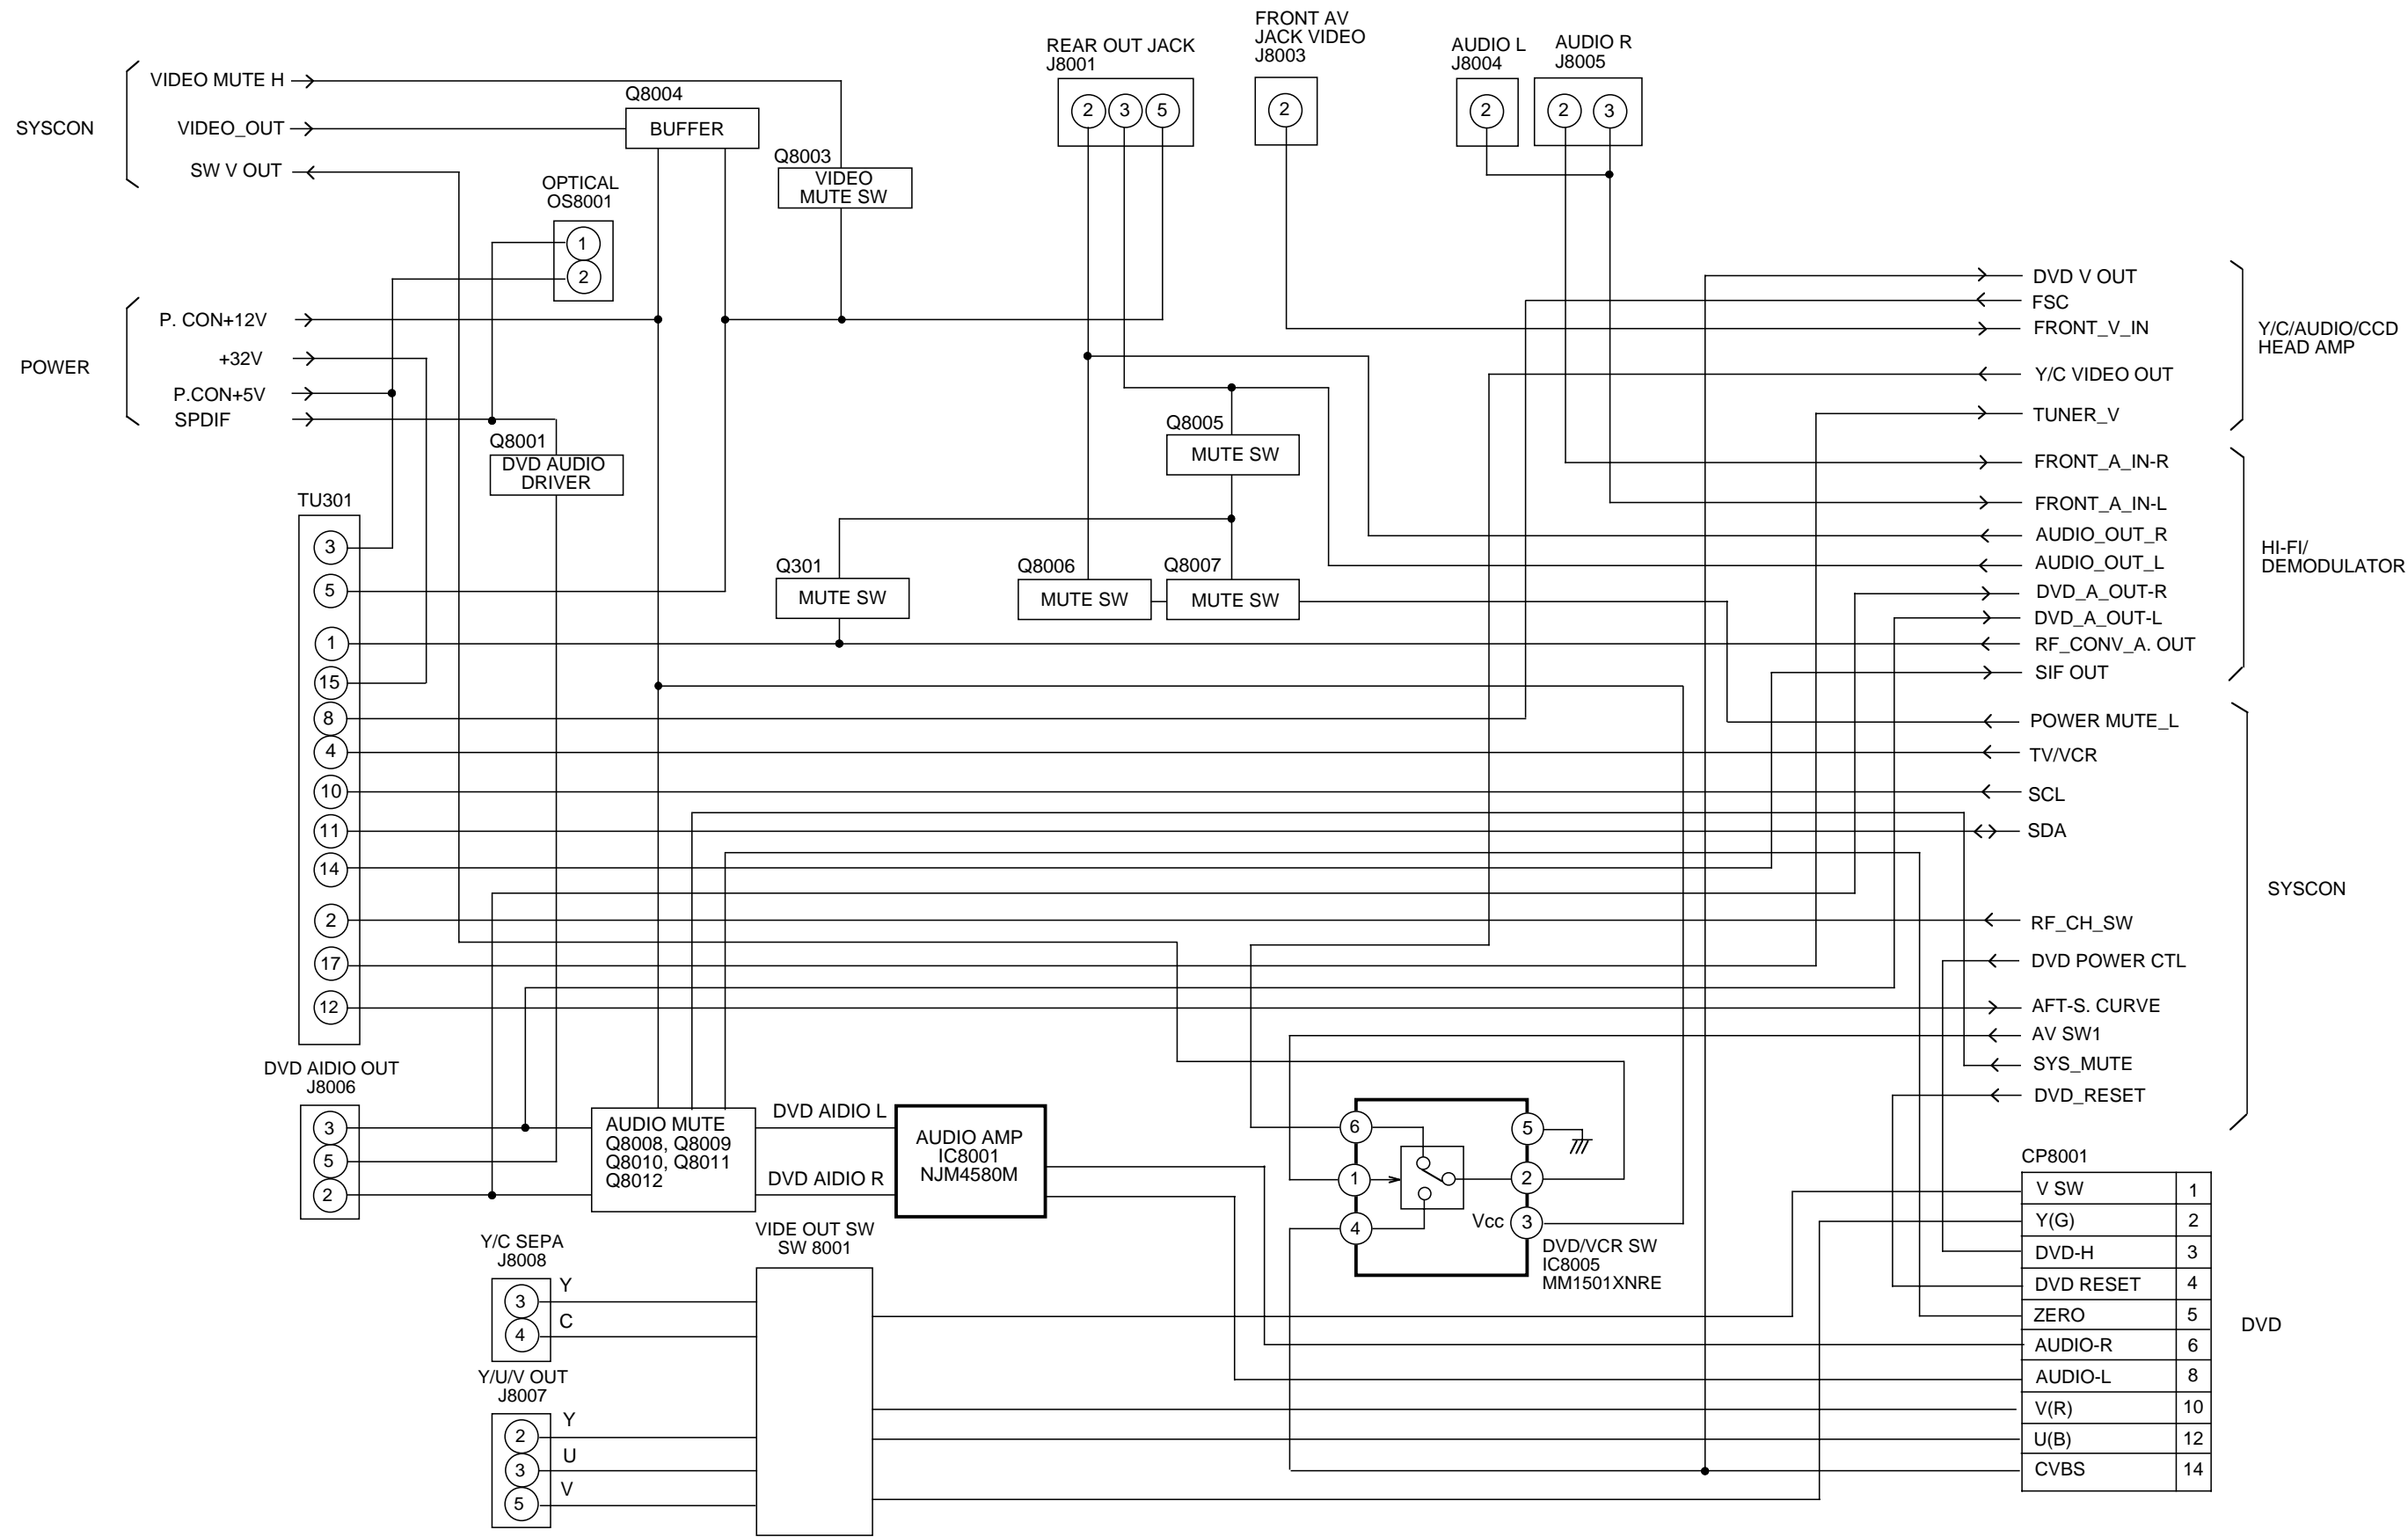 SYSCON
VIDEO MUTE H
VIDEO_OUT
SW V OUT
Q8004
BUFFER
Q8003
VIDEO
MUTE SW
OPTICAL
OS8001
1
2
REAR OUT JACK
J8001
2
3
5
FRONT AV
JACK VIDEO
J8003
2
AUDIO L
J8004
2
AUDIO R
J8005
2
3
POWER
P. CON+12V
+32V
P.CON+5V
SPDIF
Q8001
DVD AUDIO
DRIVER
Q8005
MUTE SW
Q301
MUTE SW
Q8006
MUTE SW
Q8007
MUTE SW
TU301
3
5
1
15
8
4
10
11
14
2
17
12
DVD V OUT
FSC
FRONT_V_IN
Y/C VIDEO OUT
TUNER_V
Y/C/AUDIO/CCD
HEAD AMP
FRONT_A_IN-R
FRONT_A_IN-L
AUDIO_OUT_R
AUDIO_OUT_L
DVD_A_OUT-R
DVD_A_OUT-L
RF_CONV_A. OUT
SIF OUT
HI-FI/
DEMODULATOR
POWER MUTE_L
TV/VCR
SCL
SDA
RF_CH_SW
DVD POWER CTL
AFT-S. CURVE
AV SW1
SYS_MUTE
DVD_RESET
SYSCON
DVD AIDIO OUT
J8006
3
5
2
AUDIO MUTE
Q8008, Q8009
Q8010, Q8011
Q8012
DVD AIDIO L
DVD AIDIO R
AUDIO AMP
IC8001
NJM4580M
6
1
4
5
2
Vcc 3
DVD/VCR SW
IC8005
MM1501XNRE
Y/C SEPA
J8008
3 Y
4 C
Y/U/V OUT
J8007
2 Y
3 U
5 V
VIDE OUT SW
SW 8001
CP8001
V SW 1
Y(G) 2
DVD-H 3
DVD RESET 4
ZERO 5
AUDIO-R 6
AUDIO-L 8
V(R) 10
U(B) 12
CVBS 14
DVD